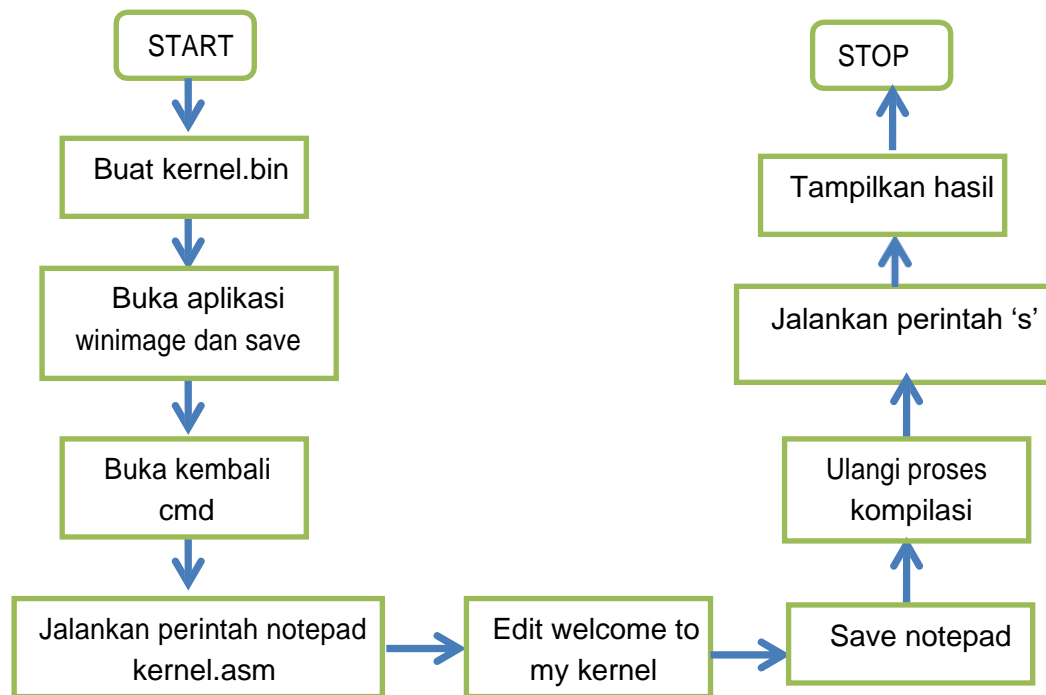 START
Buat kernel.bin
Buka aplikasi
winimage dan save
Buka kembali
cmd
Jalankan perintah notepad
kernel.asm
Edit welcome to
my kernel
Save notepad
Ulangi proses
kompilasi
Jalankan perintah ‘s’
Tampilkan hasil
STOP